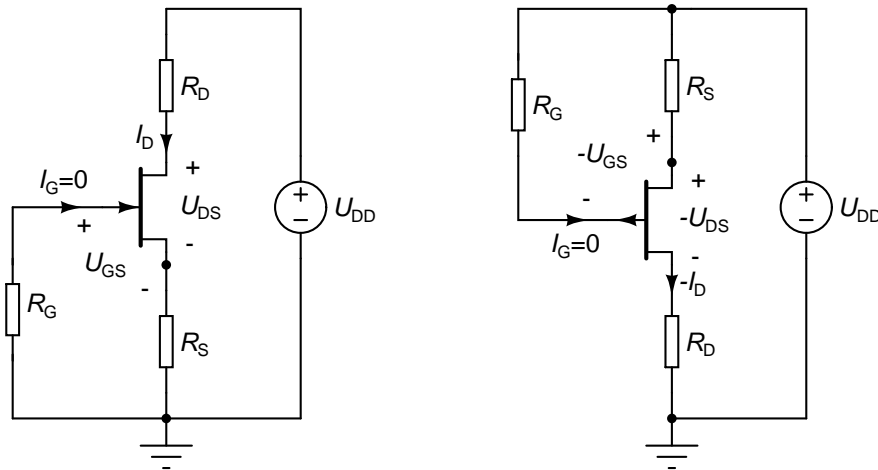 R_D
I_D
+
I_G=0
+
U_DS
-
U_GS
-
R_G
R_S
+
−
U_DD
R_G
R_S
+
-U_GS
-
+
I_G=0
-U_DS
-
-I_D
R_D
+
−
U_DD